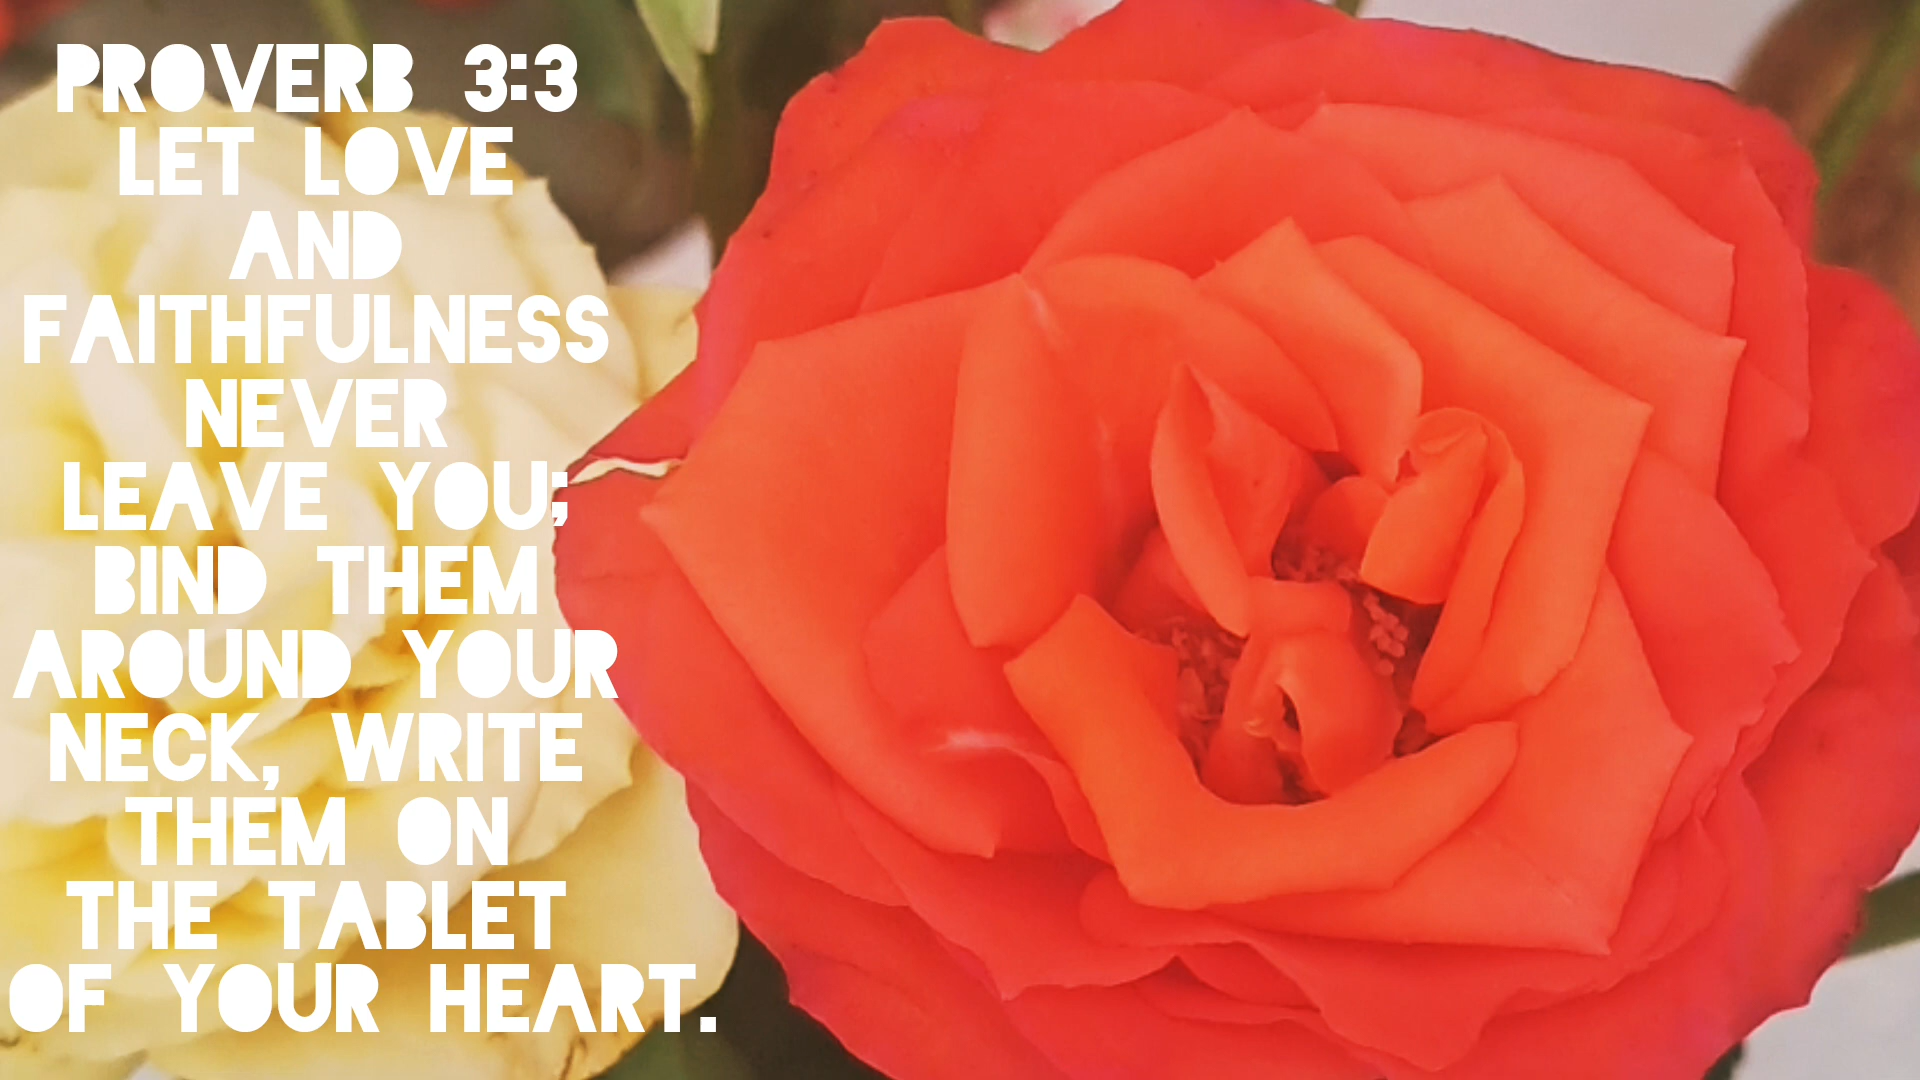 PROVERB 3:3
LET LOVE
AND
FAITHFULNESS
NEVER
LEAVE YOU;
BIND THEM
AROUND YOUR
NECK, WRITE
THEM ON
THE TABLET
OF YOUR HEART.